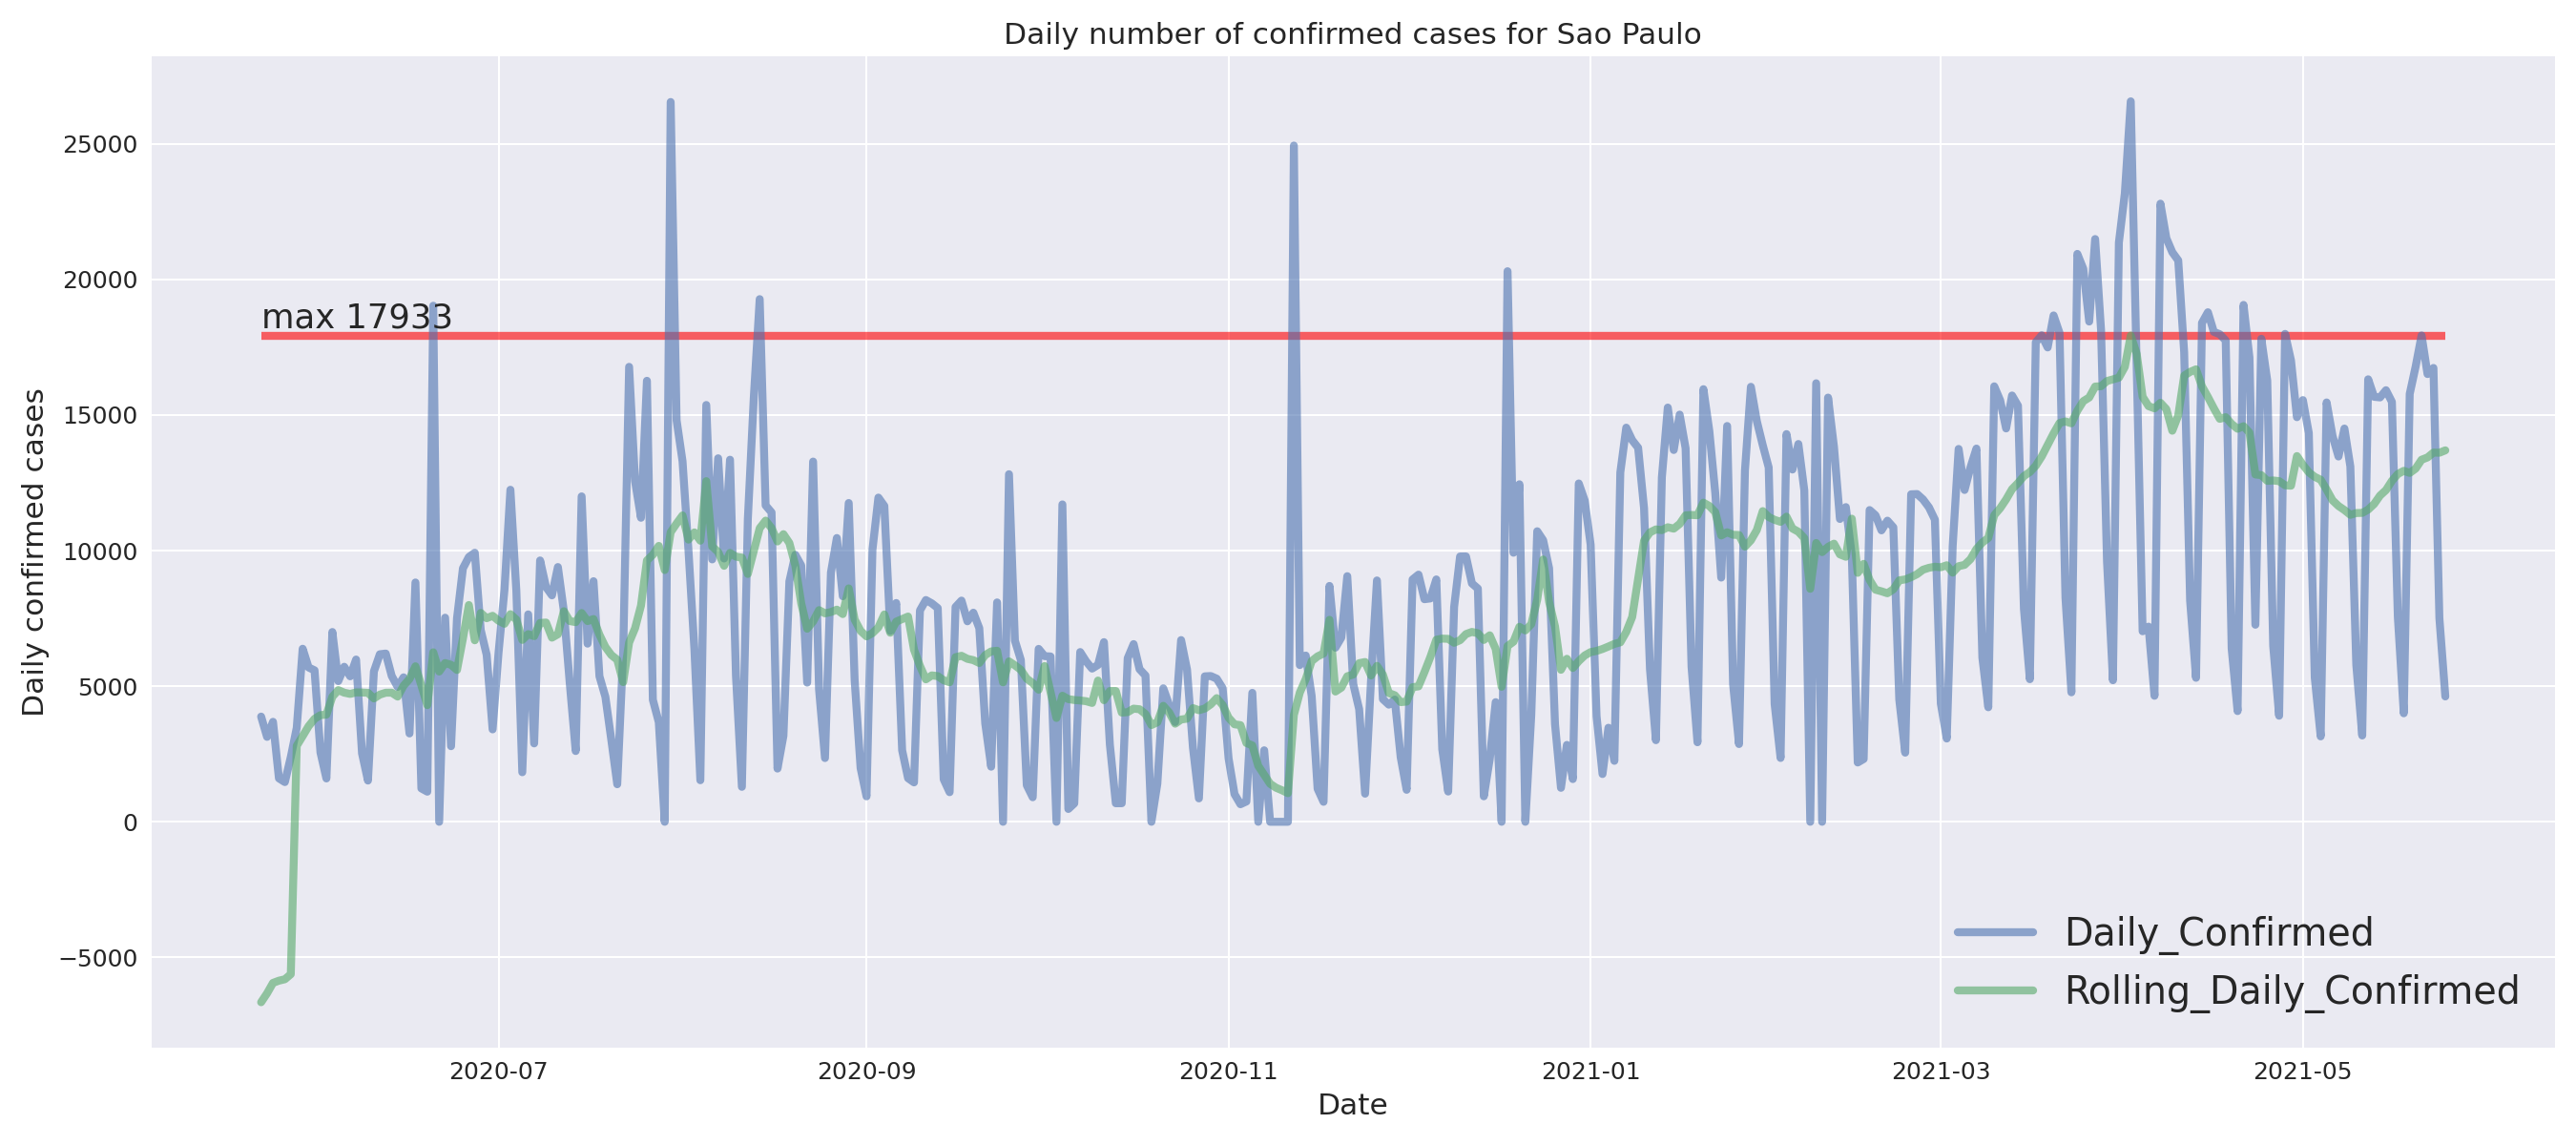 Daily number of confirmed cases for Sao Paulo
Daily confirmed cases
25000
20000
15000
10000
5000
0
−5000
max 17933
Daily_Confirmed
Rolling_Daily_Confirmed
2020-07
2020-09
2020-11
2021-01
2021-03
2021-05
Date